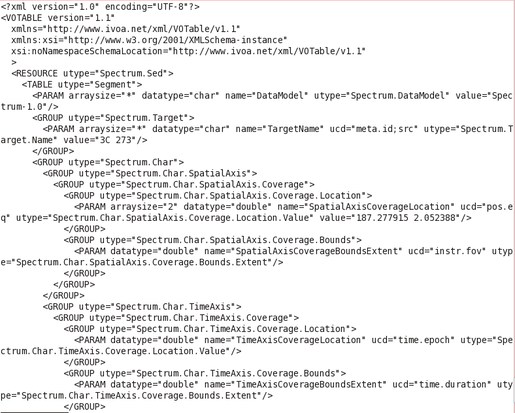 <?xml version="1.0" encoding="UTF-8"?>
<VOTABLE version="1.1"
  xmlns="http://www.ivoa.net/xml/VOTable/v1.1"
  xmlns:xsi="http://www.w3.org/2001/XMLSchema-instance"
  xsi:noNamespaceSchemaLocation="http://www.ivoa.net/xml/VOTable/v1.1"
  >
  <RESOURCE utype="Spectrum.Sed">
    <TABLE utype="Segment">
      <PARAM arraysize="*" datatype="char" name="DataModel" utype="Spectrum.DataModel" value="Spec
trum-1.0"/>
      <GROUP utype="Spectrum.Target">
        <PARAM arraysize="*" datatype="char" name="TargetName" ucd="meta.id;src" utype="Spectrum.T
arget.Name" value="3C 273"/>
      </GROUP>
      <GROUP utype="Spectrum.Char">
        <GROUP utype="Spectrum.Char.SpatialAxis">
          <GROUP utype="Spectrum.Char.SpatialAxis.Coverage">
            <GROUP utype="Spectrum.Char.SpatialAxis.Coverage.Location">
              <PARAM arraysize="2" datatype="double" name="SpatialAxisCoverageLocation" ucd="pos.e
q" utype="Spectrum.Char.SpatialAxis.Coverage.Location.Value" value="187.277915 2.052388"/>
            </GROUP>
            <GROUP utype="Spectrum.Char.SpatialAxis.Coverage.Bounds">
              <PARAM datatype="double" name="SpatialAxisCoverageBoundsExtent" ucd="instr.fov" utyp
e="Spectrum.Char.SpatialAxis.Coverage.Bounds.Extent"/>
            </GROUP>
          </GROUP>
        </GROUP>
        <GROUP utype="Spectrum.Char.TimeAxis">
          <GROUP utype="Spectrum.Char.TimeAxis.Coverage">
            <GROUP utype="Spectrum.Char.TimeAxis.Coverage.Location">
              <PARAM datatype="double" name="TimeAxisCoverageLocation" ucd="time.epoch" utype="Spe
ctrum.Char.TimeAxis.Coverage.Location.Value"/>
            </GROUP>
            <GROUP utype="Spectrum.Char.TimeAxis.Coverage.Bounds">
              <PARAM datatype="double" name="TimeAxisCoverageBoundsExtent" ucd="time.duration" uty
pe="Spectrum.Char.TimeAxis.Coverage.Bounds.Extent"/>
            </GROUP>